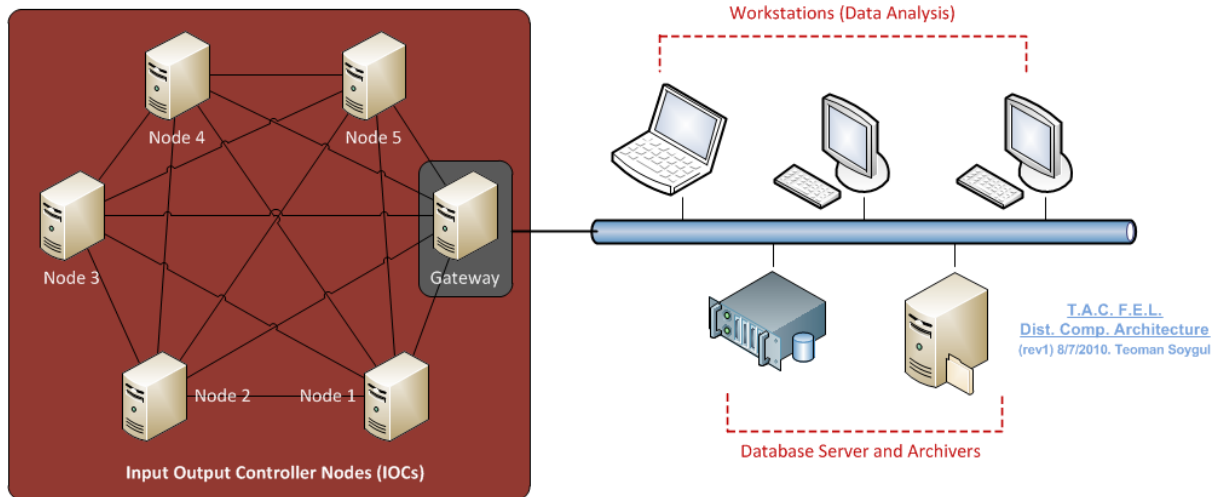 Workstations (Data Analysis)
Node 4
Node 5
Node 3
Gateway
Node 2
Node 1
Input Output Controller Nodes (IOCs)
T.A.C. F.E.L.
Dist. Comp. Architecture
(rev1) 8/7/2010. Teoman Soygul
Database Server and Archivers